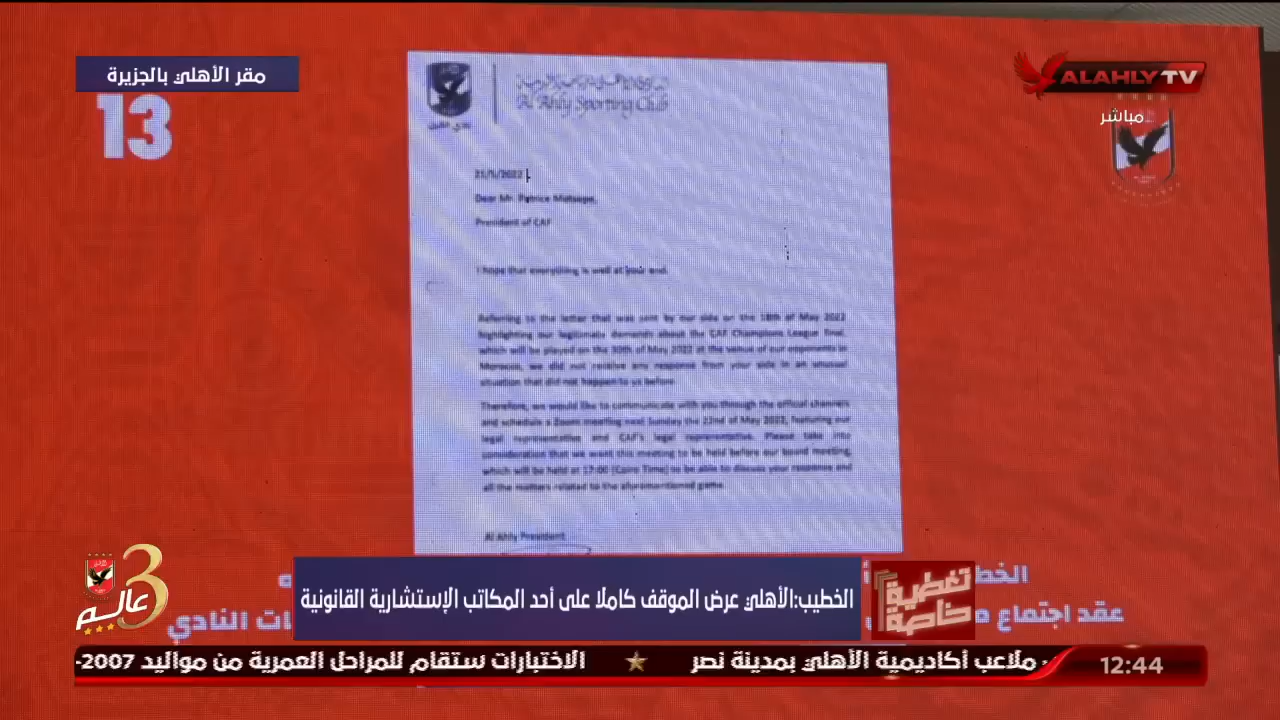 مقر الأهلي بالجزيرة
ALAHLY TV
مباشر
13
Al Ahly Sporting Club
21/5/2022
Dear Mr. Patrice Motsepe,
President of CAF
I hope that everything is well at your end.
Referring to the letter that was sent by our side on the 18th of May 2022
highlighting our legitimate demands about the CAF Champions League final,
which will be played on the 30th of May 2022 at the venue of our opponents in
Morocco, we did not receive any response from your side in an unusual
situation that did not happen to us before.
Therefore, we would like to communicate with you through the official channels
and schedule a Zoom meeting next Sunday the 22nd of May 2022, featuring our
legal representative and CAF's legal representative. Please take into
consideration that we want this meeting to be held before our board meeting,
which will be held at 17:00 (Cairo Time) to be able to discuss your response and
all the matters related to the aforementioned game.
Al Ahly President
عقد اجتماع
النادي
3 عالم
الخطيب:الأهلي عرض الموقف كاملا على أحد المكاتب الإستشارية القانونية
تغطية
خاصة
ملاعب أكاديمية الأهلي بمدينة نصر ★ الاختبارات ستقام للمراحل العمرية من مواليد 2007-
12:44